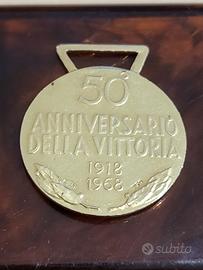 50°
ANNIVERSARIO
DELLA VITTORIA
1918
1968
subito